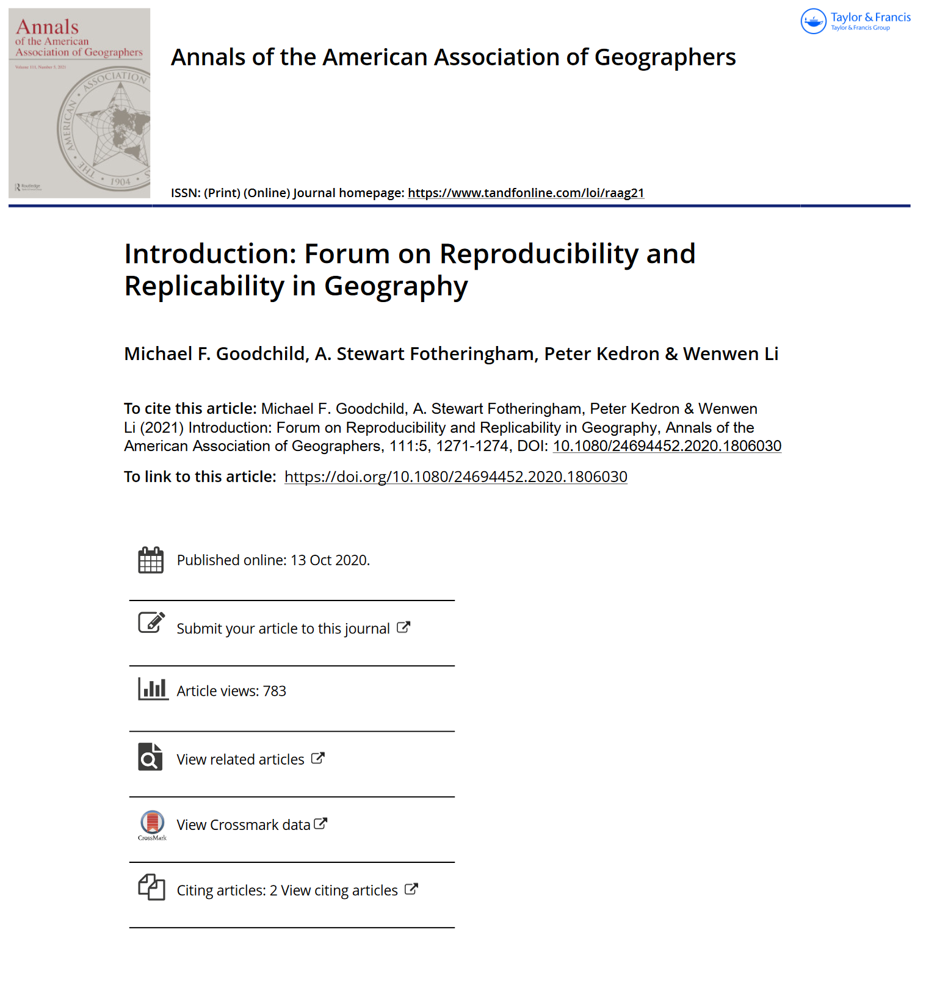 Annals
of the American
Association of Geographers
Volume 111, Number 5, 2021
THE • AMERICAN • ASSOCIATION
• 1904 •
Routledge
Taylor & Francis Group
Taylor & Francis
Taylor & Francis Group
Annals of the American Association of Geographers
ISSN: (Print) (Online) Journal homepage: https://www.tandfonline.com/loi/raag21
Introduction: Forum on Reproducibility and
Replicability in Geography
Michael F. Goodchild, A. Stewart Fotheringham, Peter Kedron & Wenwen Li
To cite this article: Michael F. Goodchild, A. Stewart Fotheringham, Peter Kedron & Wenwen
Li (2021) Introduction: Forum on Reproducibility and Replicability in Geography, Annals of the
American Association of Geographers, 111:5, 1271-1274, DOI: 10.1080/24694452.2020.1806030
To link to this article: https://doi.org/10.1080/24694452.2020.1806030
Published online: 13 Oct 2020.
Submit your article to this journal
Article views: 783
View related articles
View Crossmark data
CrossMark
Citing articles: 2 View citing articles